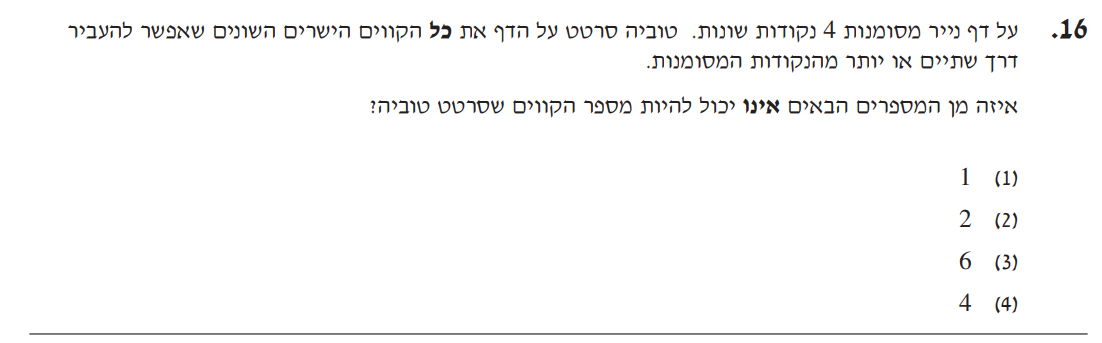 16. על דף נייר מסומנות 4 נקודות שונות. טוביה סרטט על הדף את כל הקווים הישרים השונים שאפשר להעביר
דרך שתיים או יותר מהנקודות המסומנות.
איזה מן המספרים הבאים אינו יכול להיות מספר הקווים שסרטט טוביה?
(1) 1
(2) 2
(3) 6
(4) 4